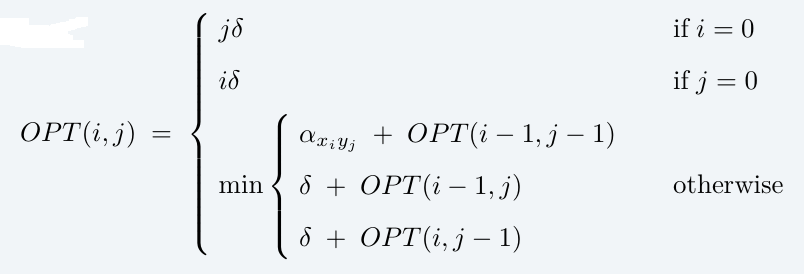 jδ if i = 0
iδ if j = 0
OPT(i, j) =
α_{x_i y_j} + OPT(i − 1, j − 1)
min δ + OPT(i − 1, j) otherwise
δ + OPT(i, j − 1)